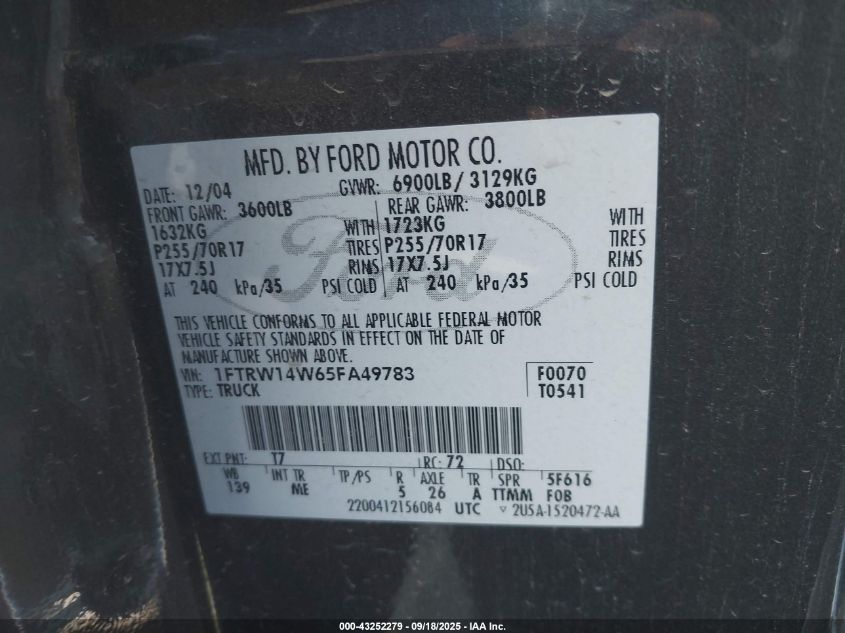 MFD. BY FORD MOTOR CO.
DATE: 12/04 GVWR: 6900LB/ 3129KG
FRONT GAWR: 3600LB REAR GAWR: 3800LB
1632KG WITH 1723KG WITH
P255/70R17 TIRES P255/70R17 TIRES
17X7.5J RIMS 17X7.5J RIMS
AT 240 kPa/35 PSI COLD AT 240 kPa/35 PSI COLD
Ford
THIS VEHICLE CONFORMS TO ALL APPLICABLE FEDERAL MOTOR
VEHICLE SAFETY STANDARDS IN EFFECT ON THE DATE OF
MANUFACTURE SHOWN ABOVE.
VIN: 1FTRW14W65FA49783 F0070
TYPE: TRUCK T0541
EXT PNT: T7 RC: 72 DSO:
WB INT TR TP/PS R AXLE TR SPR 5F616
139 ME 5 26 A TTMM FOB
2200412156084 UTC ▽ 2U5A-1520472-AA
000-43252279 - 09/18/2025 - IAA Inc.